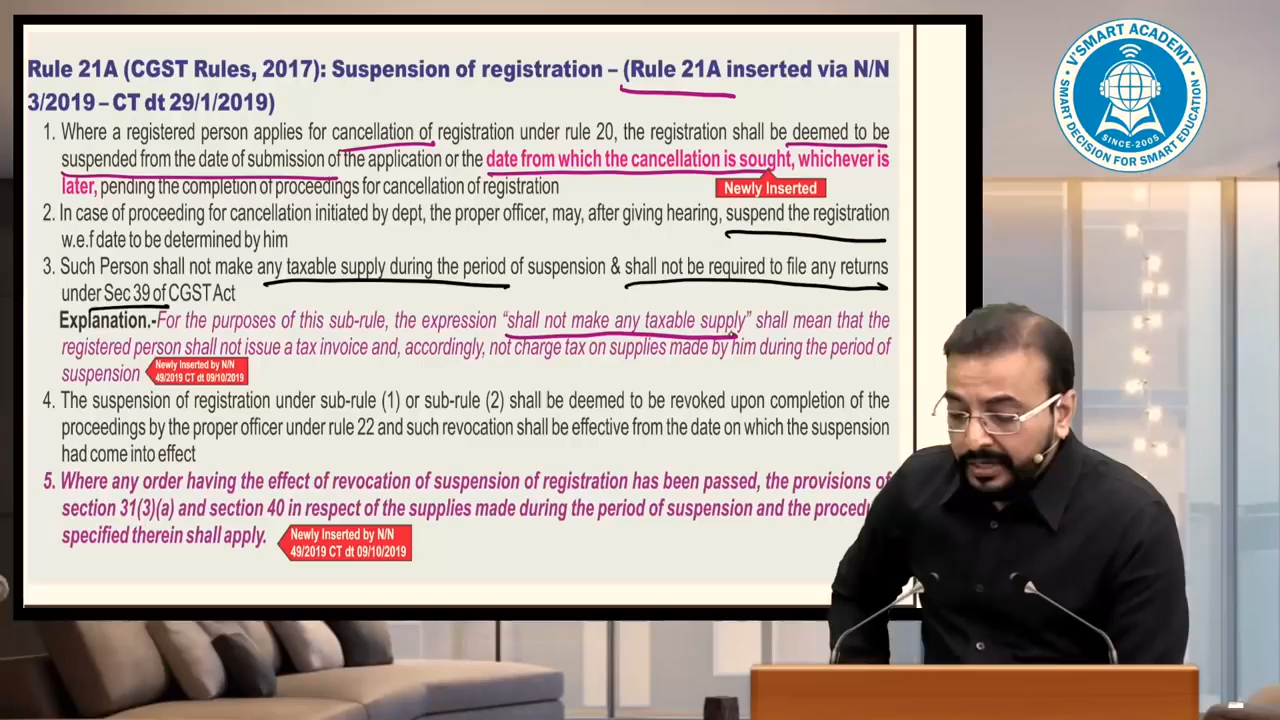 Rule 21A (CGST Rules, 2017): Suspension of registration – (Rule 21A inserted via N/N
3/2019 – CT dt 29/1/2019)
1. Where a registered person applies for cancellation of registration under rule 20, the registration shall be deemed to be
suspended from the date of submission of the application or the date from which the cancellation is sought, whichever is
later, pending the completion of proceedings for cancellation of registration
Newly Inserted
2. In case of proceeding for cancellation initiated by dept, the proper officer, may, after giving hearing, suspend the registration
w.e.f date to be determined by him
3. Such Person shall not make any taxable supply during the period of suspension & shall not be required to file any returns
under Sec 39 of CGST Act
Explanation.-For the purposes of this sub-rule, the expression “shall not make any taxable supply” shall mean that the
registered person shall not issue a tax invoice and, accordingly, not charge tax on supplies made by him during the period of
suspension
Newly Inserted by N/N
49/2019 CT dt 09/10/2019
4. The suspension of registration under sub-rule (1) or sub-rule (2) shall be deemed to be revoked upon completion of the
proceedings by the proper officer under rule 22 and such revocation shall be effective from the date on which the suspension
had come into effect
5. Where any order having the effect of revocation of suspension of registration has been passed, the provisions of
section 31(3)(a) and section 40 in respect of the supplies made during the period of suspension and the
specified therein shall apply.
Newly Inserted by N/N
49/2019 CT dt 09/10/2019
V'SMART ACADEMY
SMART DECISION FOR SMART EDUCATION
SINCE-2005